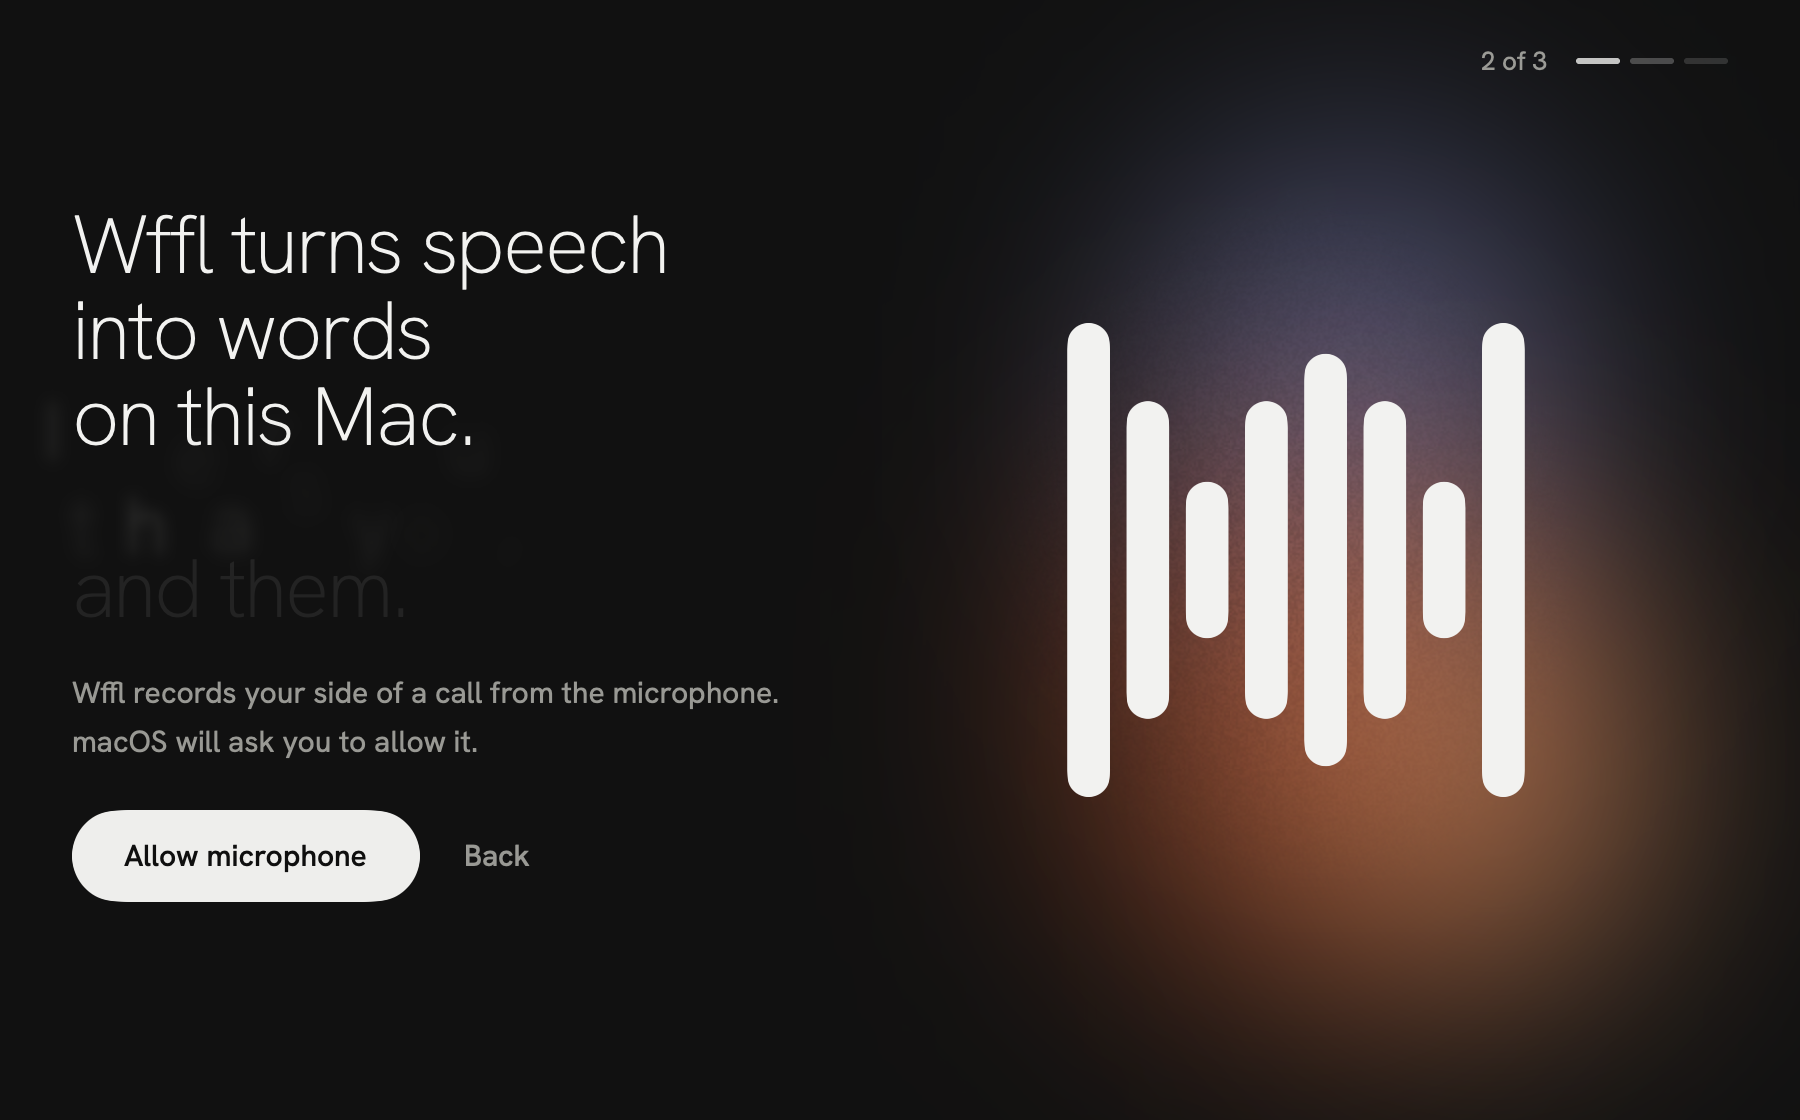 2 of 3
Wffl turns speech
into words
on this Mac.
and them.
Wffl records your side of a call from the microphone.
macOS will ask you to allow it.
Allow microphone
Back